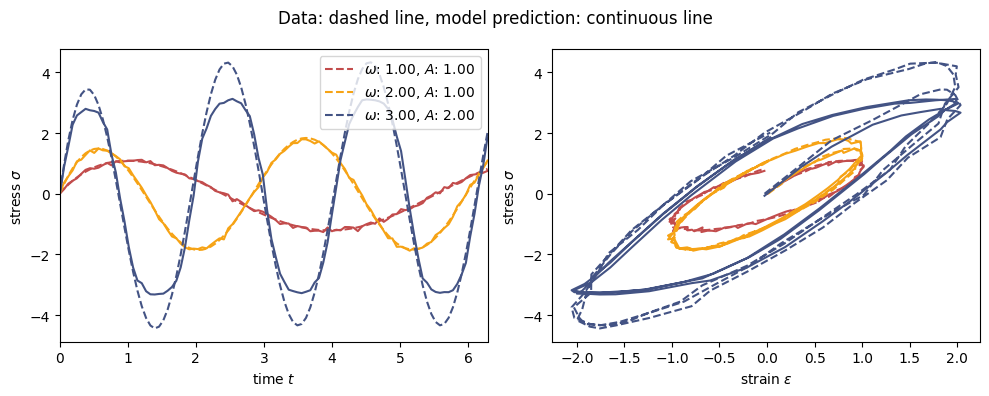 Data: dashed line, model prediction: continuous line
ω: 1.00, A: 1.00
ω: 2.00, A: 1.00
ω: 3.00, A: 2.00
stress σ
4
2
0
−2
−4
0 1 2 3 4 5 6
time t
stress σ
4
2
0
−2
−4
−2.0 −1.5 −1.0 −0.5 0.0 0.5 1.0 1.5 2.0
strain ε